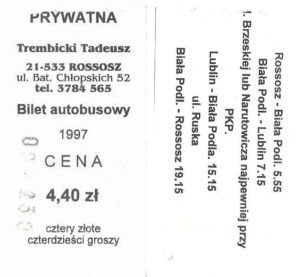 PRYWATNA
Trembicki Tadeusz
21-533 ROSSOSZ
ul. Bat. Chłopskich 52
tel. 3784 565
Bilet autobusowy
1997
CENA
4,40 zł
cztery złote
czterdzieści groszy
Rossosz - Biała Podl. 5.55
Biała Podl. - Lublin 7.15
l. Brzeskiej lub Narutowicza najpewniej przy
PKP.
Lublin - Biała Podla. 15.15
ul. Ruska
Biała Podl. - Rossosz 19.15